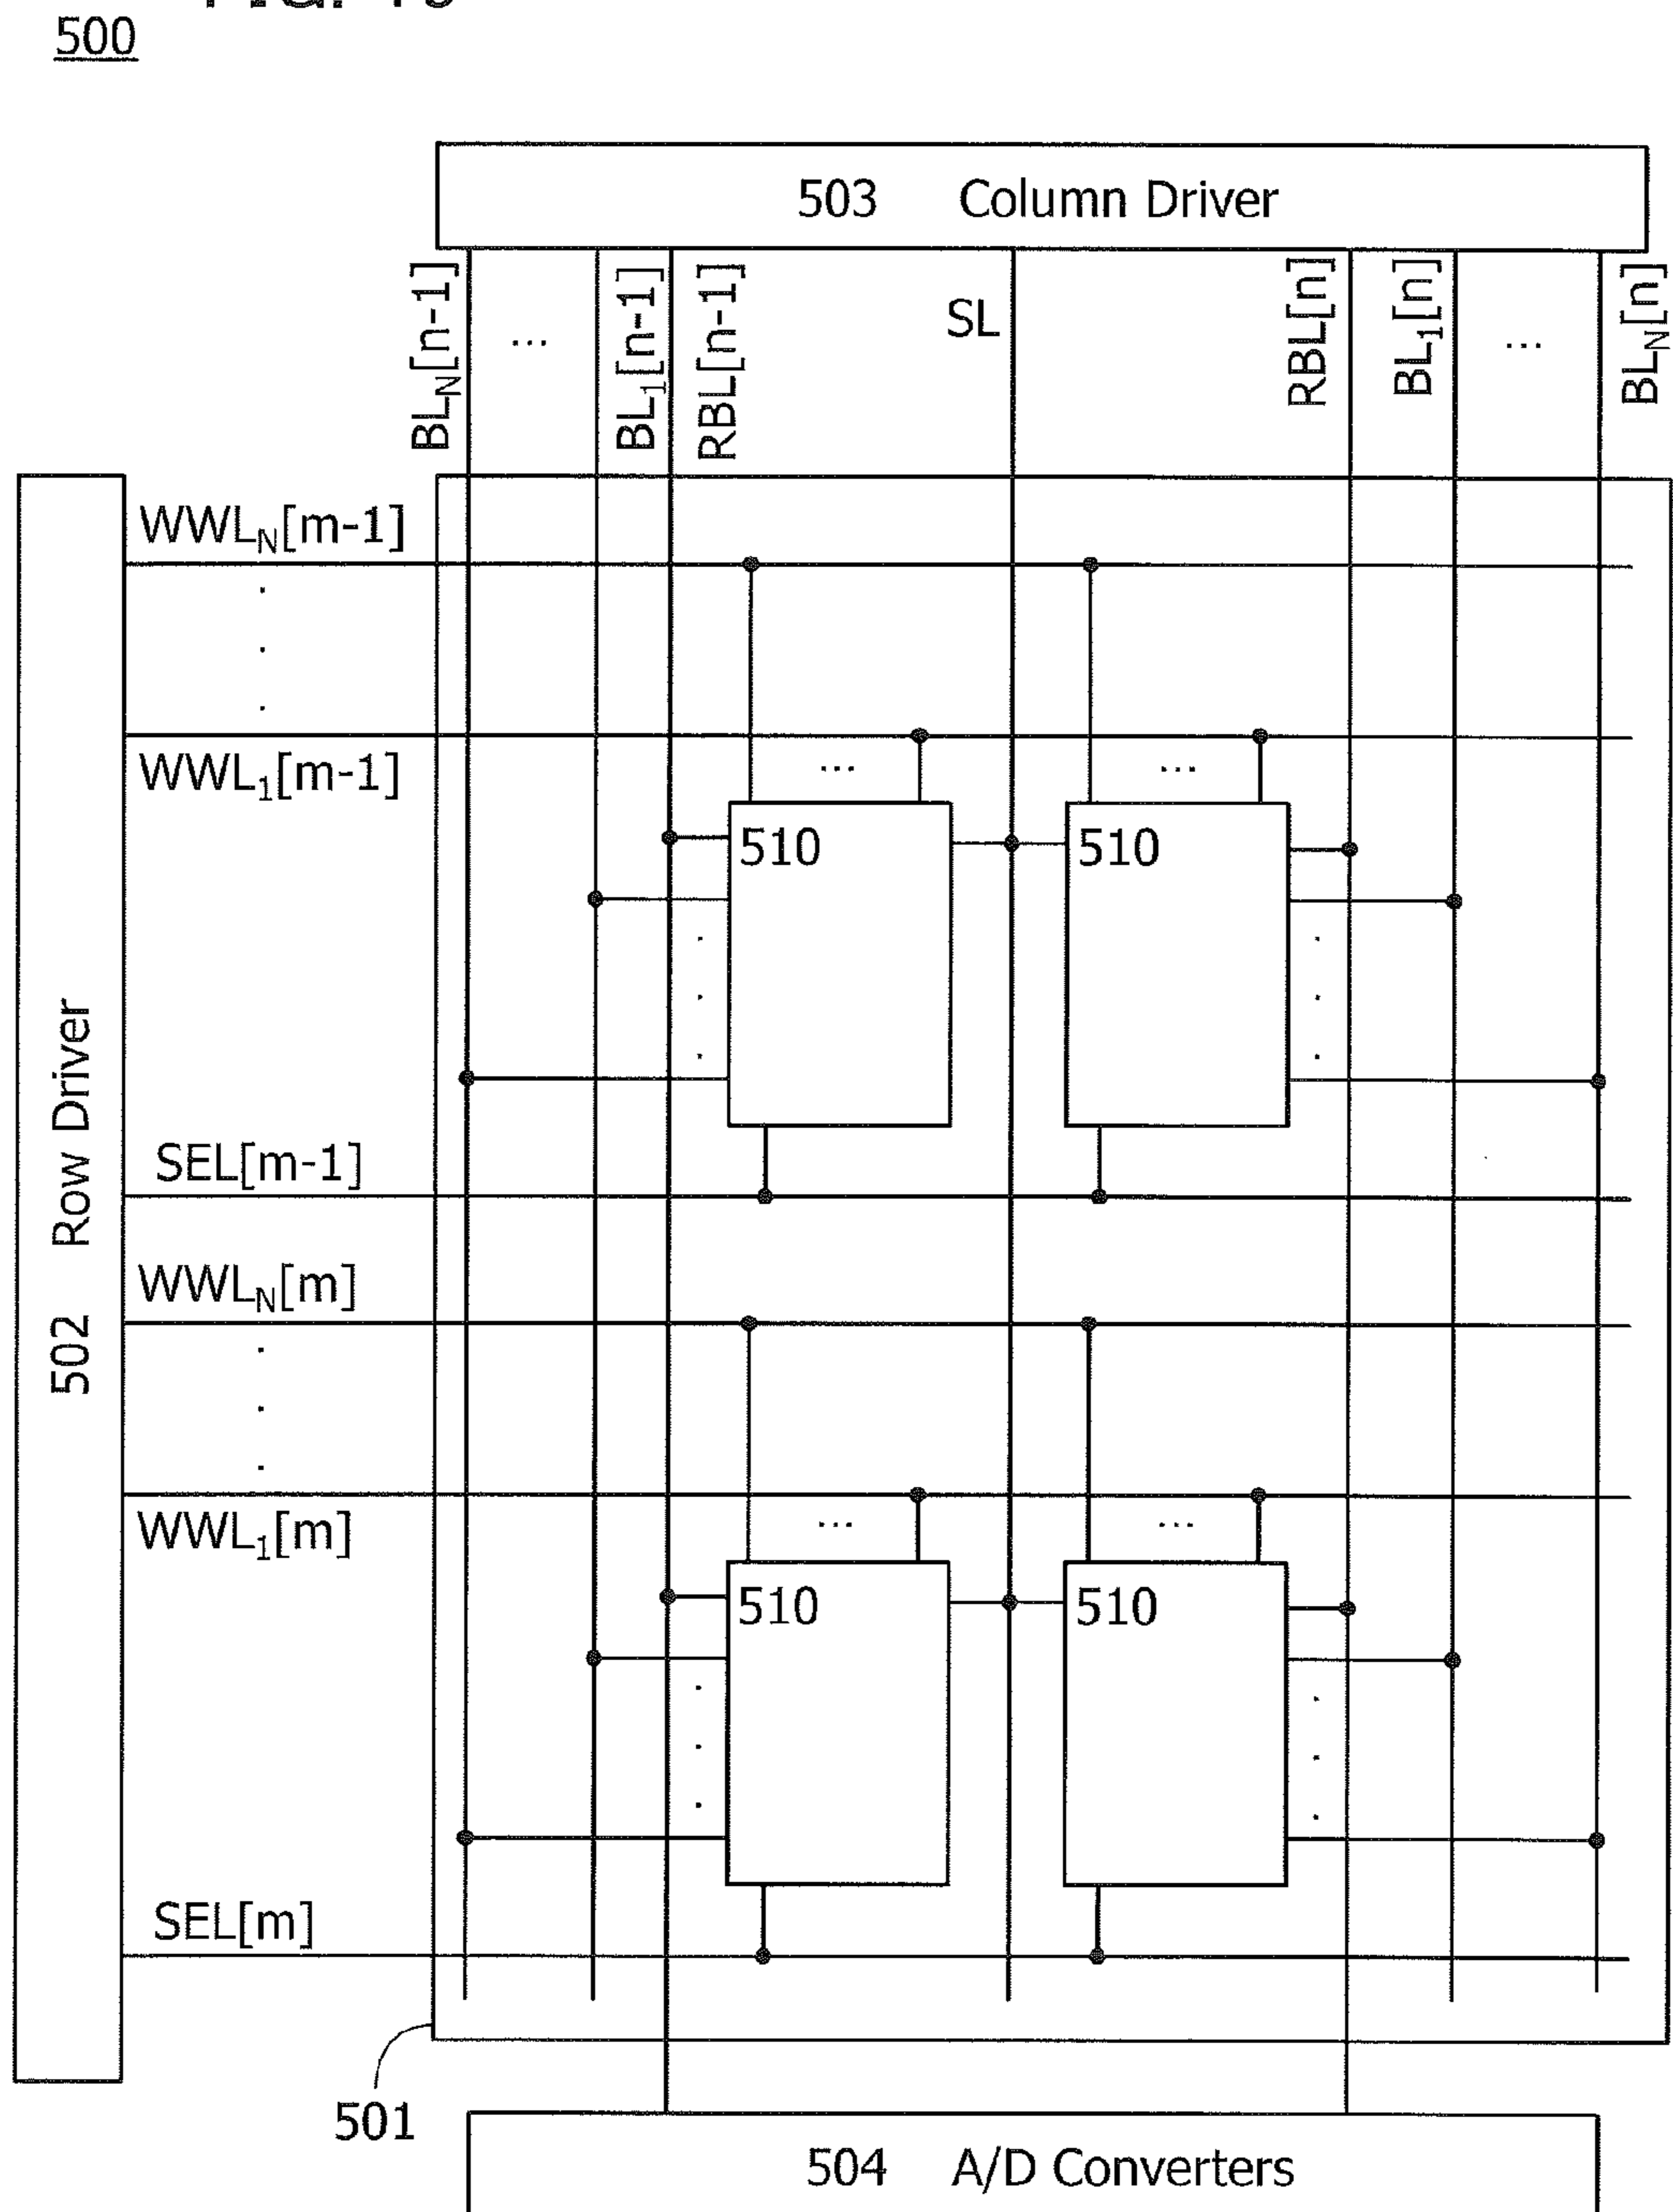 500
503 Column Driver
BL_N[n-1]
...
BL_1[n-1]
RBL[n-1]
SL
RBL[n]
BL_1[n]
...
BL_N[n]
502 Row Driver
WWL_N[m-1]
.
.
.
WWL_1[m-1]
...
...
510
510
.
.
.
.
.
.
SEL[m-1]
WWL_N[m]
.
.
.
WWL_1[m]
...
...
510
510
.
.
.
.
.
.
SEL[m]
501
504 A/D Converters